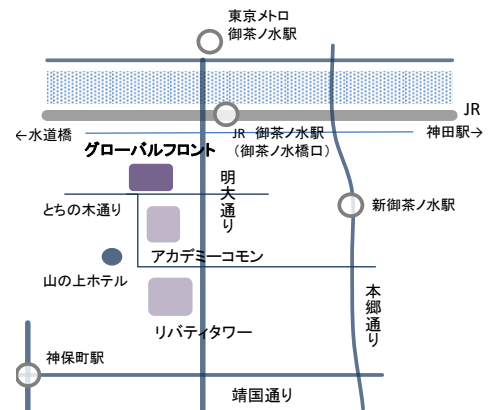 東京メトロ
御茶ノ水駅
JR
←水道橋
JR 御茶ノ水駅
(御茶ノ水橋口)
神田駅→
グローバルフロント
明大通り
とちの木通り
新御茶ノ水駅
アカデミーコモン
山の上ホテル
本郷通り
リバティタワー
神保町駅
靖国通り